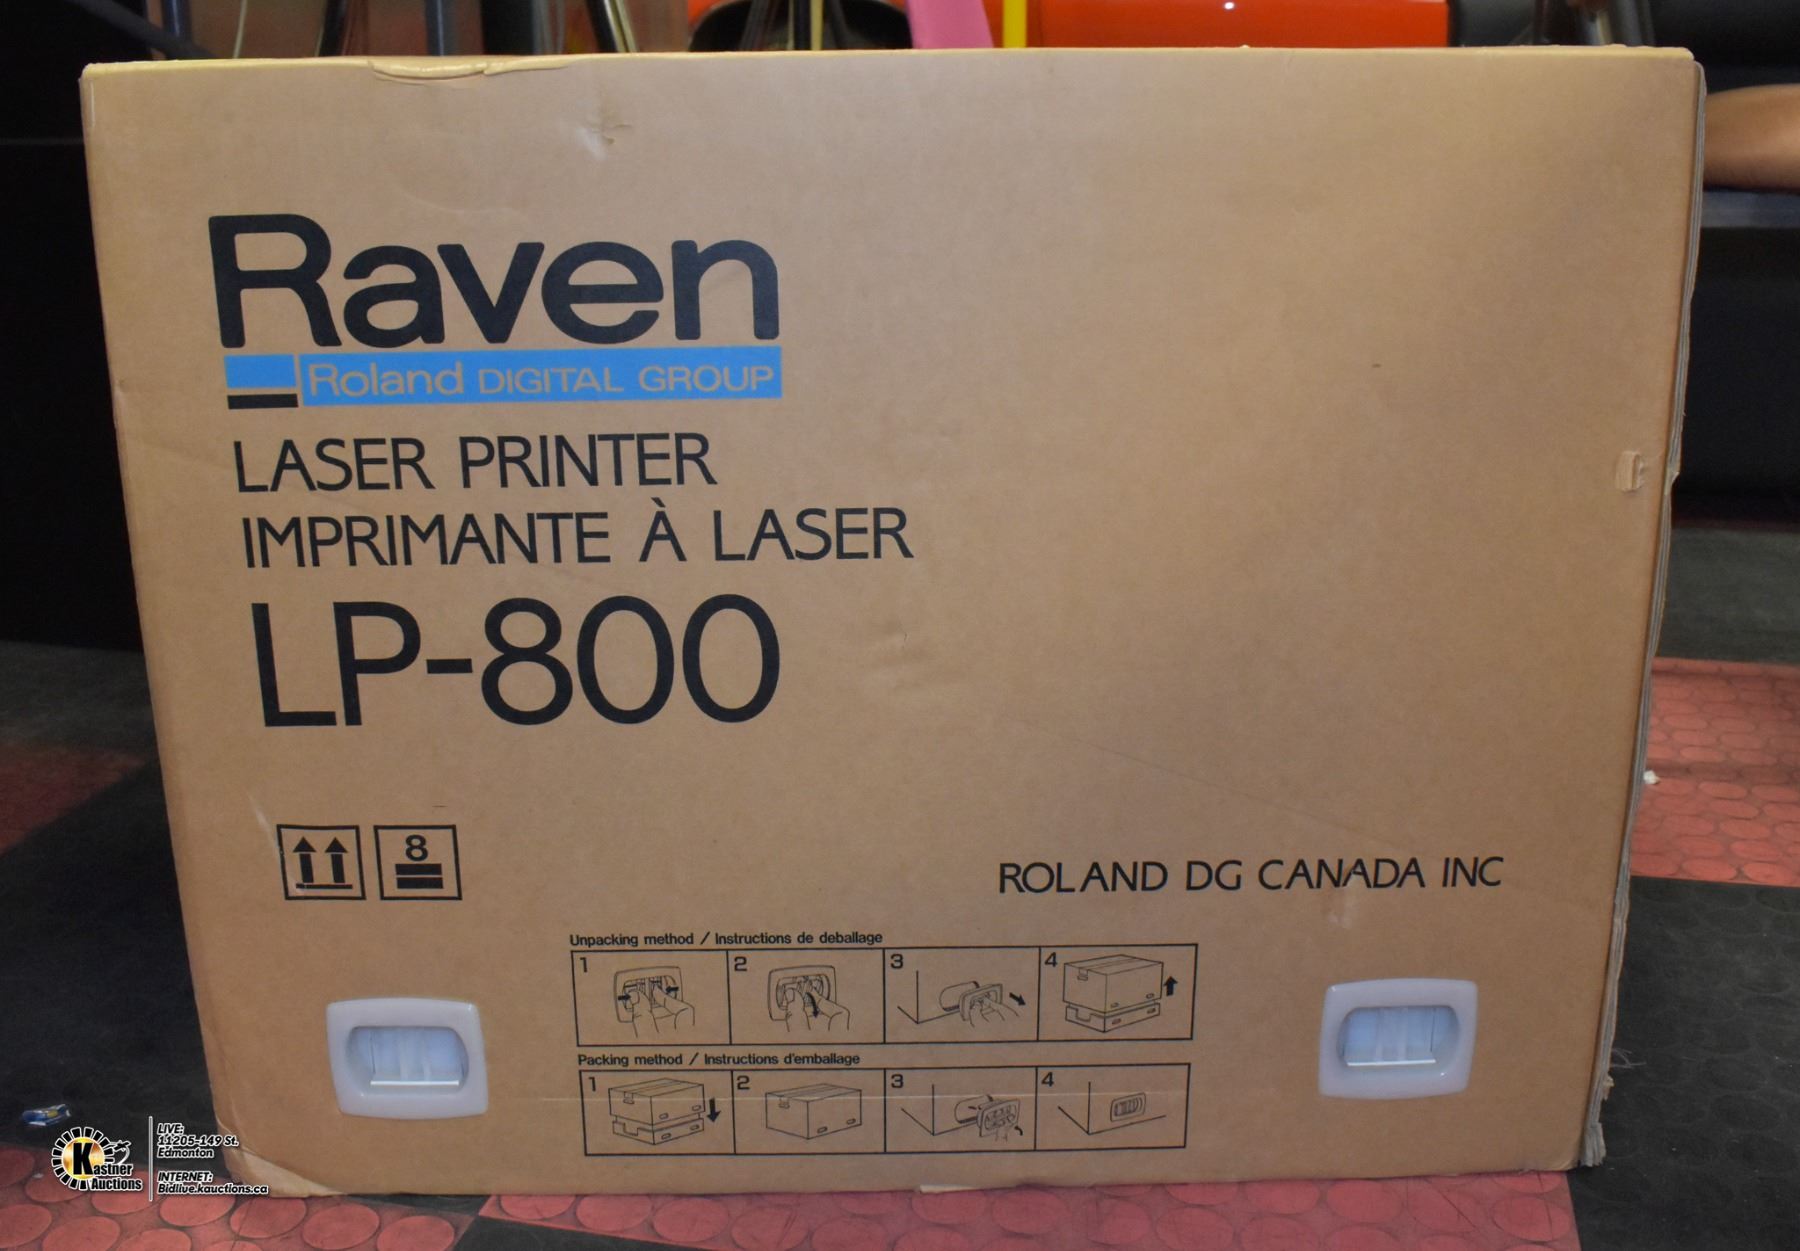 Raven
Roland DIGITAL GROUP
LASER PRINTER
IMPRIMANTE À LASER
LP-800
8
ROLAND DG CANADA INC
Unpacking method / Instructions de deballage
1 2 3 4
Packing method / Instructions d'emballage
1 2 3 4
Kastner
Auctions
LIVE:
11205-149 St.
Edmonton
INTERNET:
Bidlive.kauctions.ca